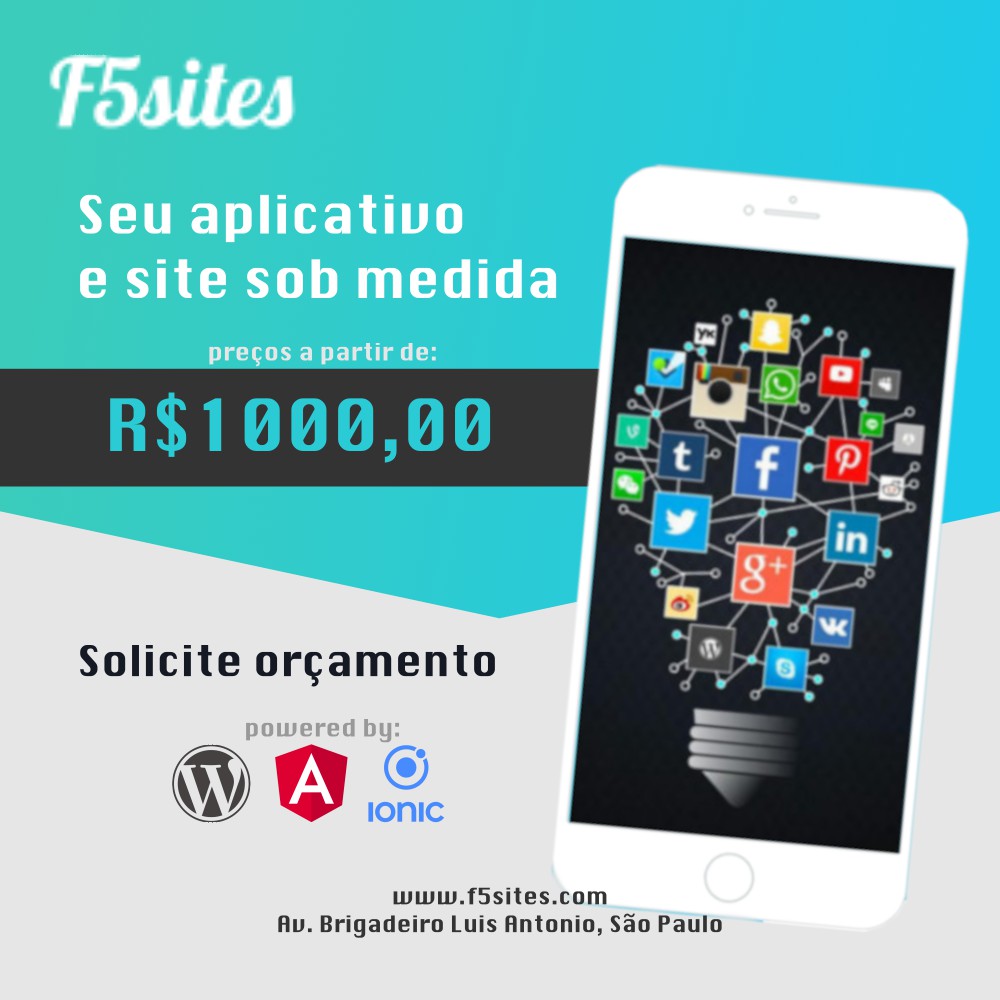 F5sites
Seu aplicativo
e site sob medida
preços a partir de:
R$1000,00
Solicite orçamento
powered by:
IONIC
www.f5sites.com
Av. Brigadeiro Luis Antonio, São Paulo